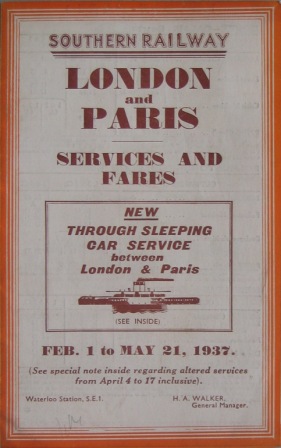 SOUTHERN RAILWAY
LONDON
and
PARIS
SERVICES AND
FARES
NEW
THROUGH SLEEPING
CAR SERVICE
between
London & Paris
(SEE INSIDE)
FEB. 1 to MAY 21, 1937.
(See special note inside regarding altered services
from April 4 to 17 inclusive).
Waterloo Station, S.E.1.
H. A. WALKER,
General Manager.